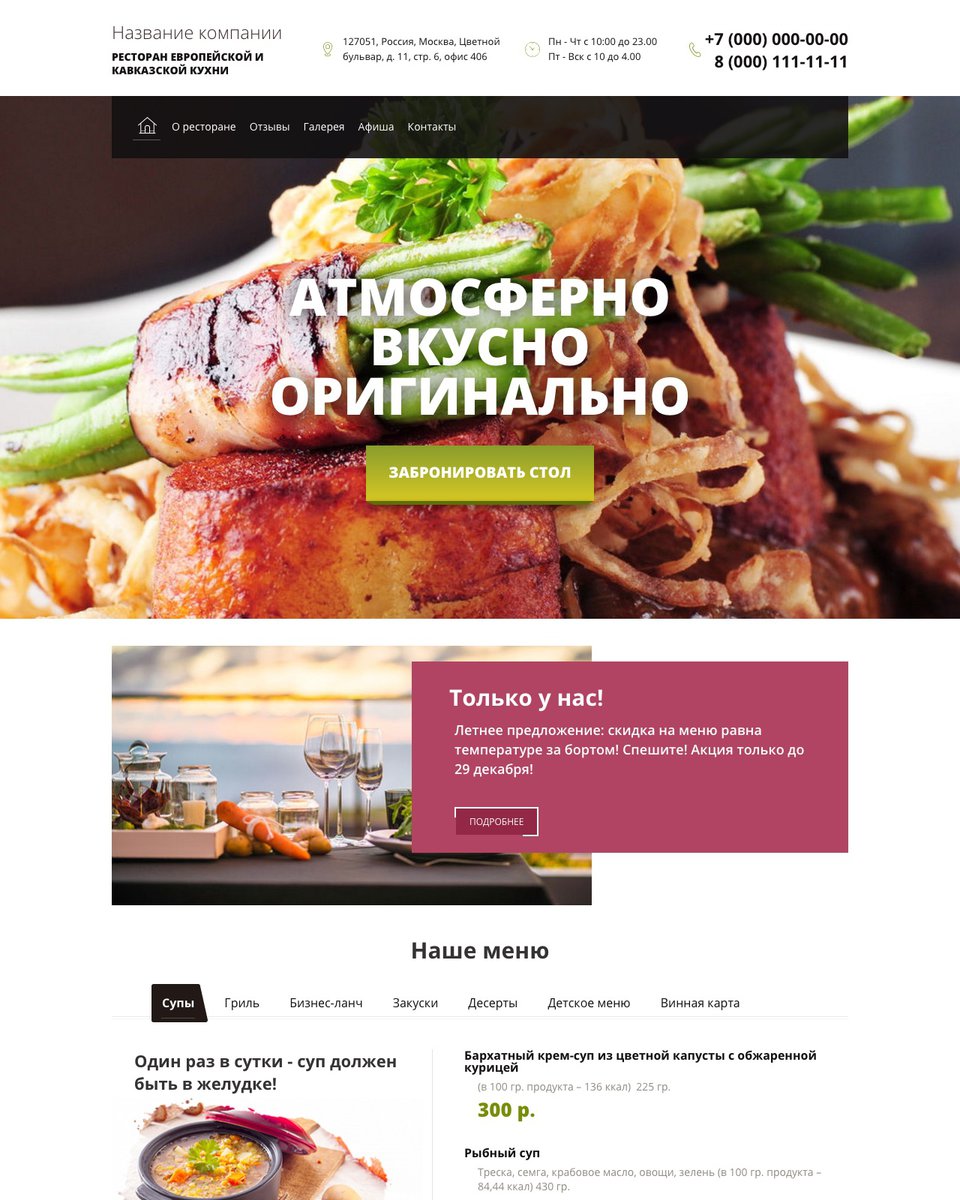 Название компании
РЕСТОРАН ЕВРОПЕЙСКОЙ И
КАВКАЗСКОЙ КУХНИ
127051, Россия, Москва, Цветной
бульвар, д. 11, стр. 6, офис 406
Пн - Чт с 10:00 до 23.00
Пт - Вск с 10 до 4.00
+7 (000) 000-00-00
8 (000) 111-11-11
О ресторане Отзывы Галерея Афиша Контакты
АТМОСФЕРНО
ВКУСНО
ОРИГИНАЛЬНО
ЗАБРОНИРОВАТЬ СТОЛ
Только у нас!
Летнее предложение: скидка на меню равна
температуре за бортом! Спешите! Акция только до
29 декабря!
ПОДРОБНЕЕ
Наше меню
Супы Гриль Бизнес-ланч Закуски Десерты Детское меню Винная карта
Один раз в сутки - суп должен
быть в желудке!
Бархатный крем-суп из цветной капусты с обжаренной
курицей
(в 100 гр. продукта – 136 ккал) 225 гр.
300 р.
Рыбный суп
Треска, семга, крабовое масло, овощи, зелень (в 100 гр. продукта –
84,44 ккал) 430 гр.